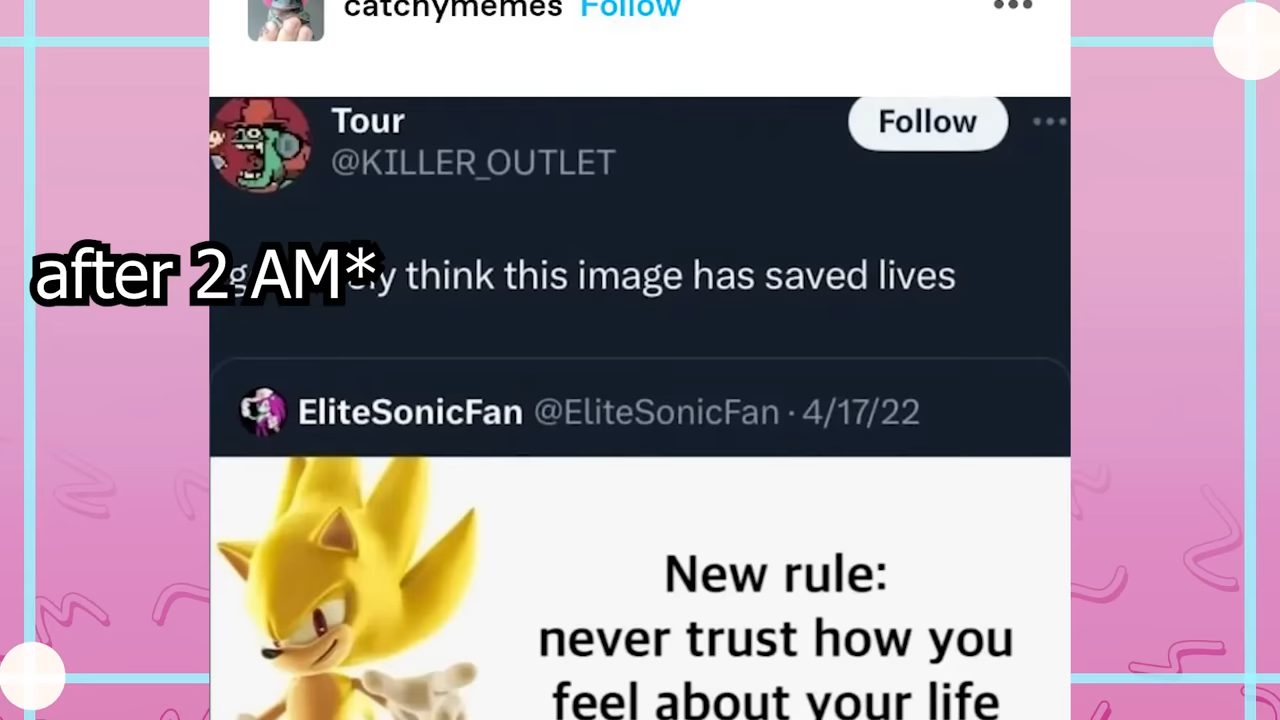 catchymemes Follow
Tour
Follow
@KILLER_OUTLET
after 2 AM*
think this image has saved lives
EliteSonicFan @EliteSonicFan · 4/17/22
New rule:
never trust how you
feel about your life